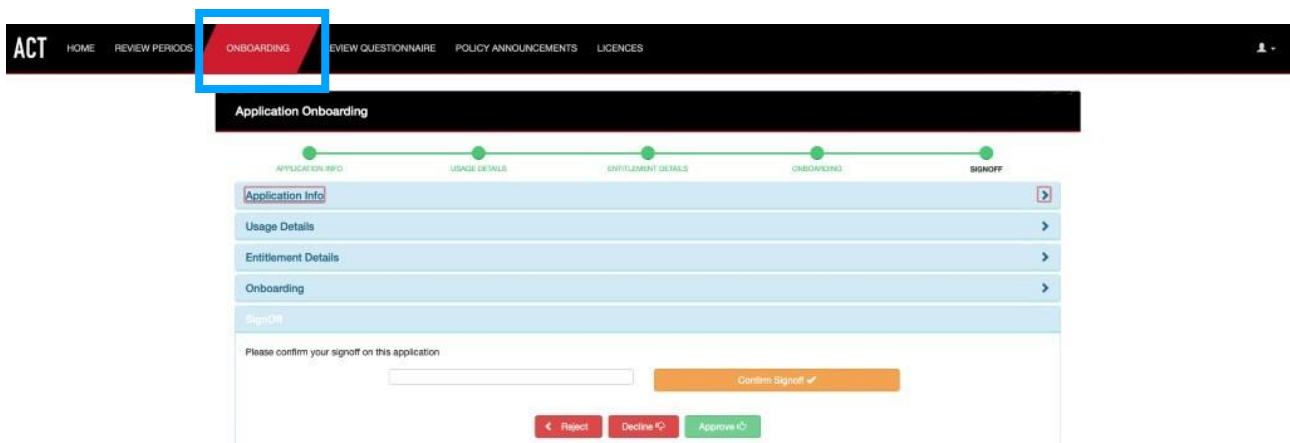 ACT HOME REVIEW PERIODS ONBOARDING EVIEW QUESTIONNAIRE POLICY ANNOUNCEMENTS LICENCES
Application Onboarding
APPLICATION INFO USAGE DETAILS ENTITLEMENT DETAILS ONBOARDING SIGNOFF
Application Info
Usage Details
Entitlement Details
Onboarding
SignOff
Please confirm your signoff on this application
Confirm Signoff
Reject Decline Approve